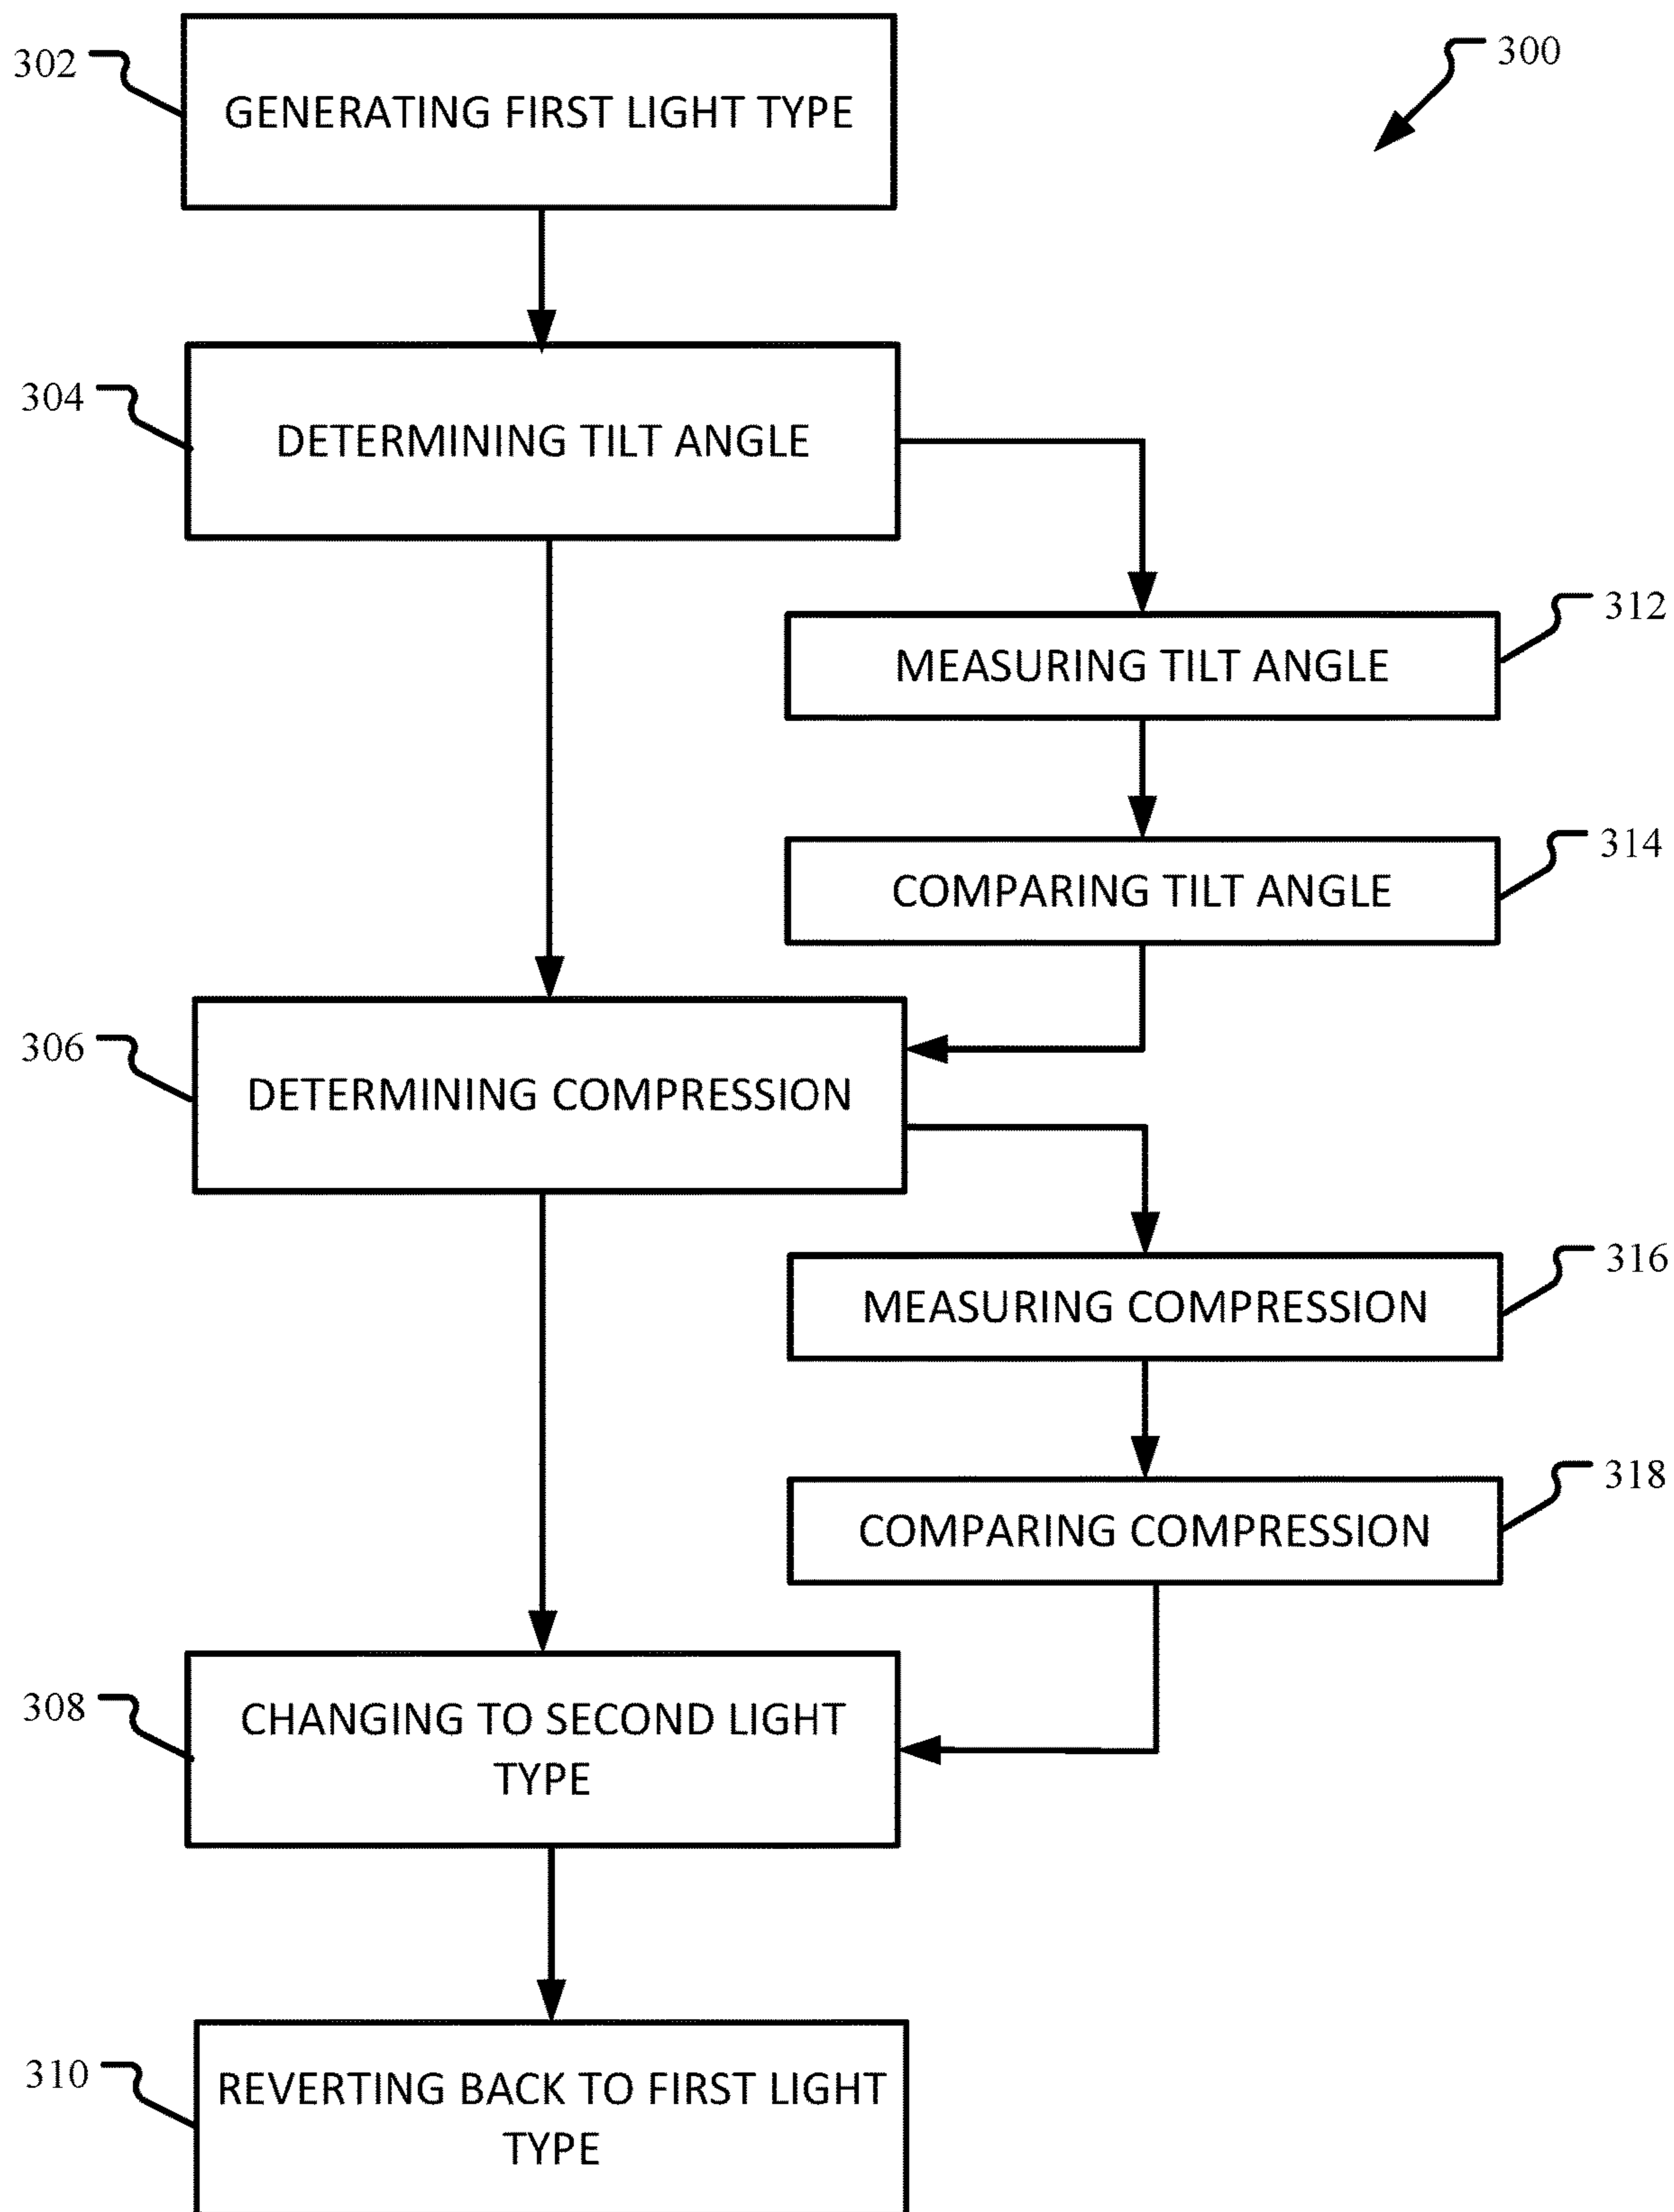 300
302
GENERATING FIRST LIGHT TYPE
304
DETERMINING TILT ANGLE
312
MEASURING TILT ANGLE
314
COMPARING TILT ANGLE
306
DETERMINING COMPRESSION
316
MEASURING COMPRESSION
318
COMPARING COMPRESSION
308
CHANGING TO SECOND LIGHT
TYPE
310
REVERTING BACK TO FIRST LIGHT
TYPE